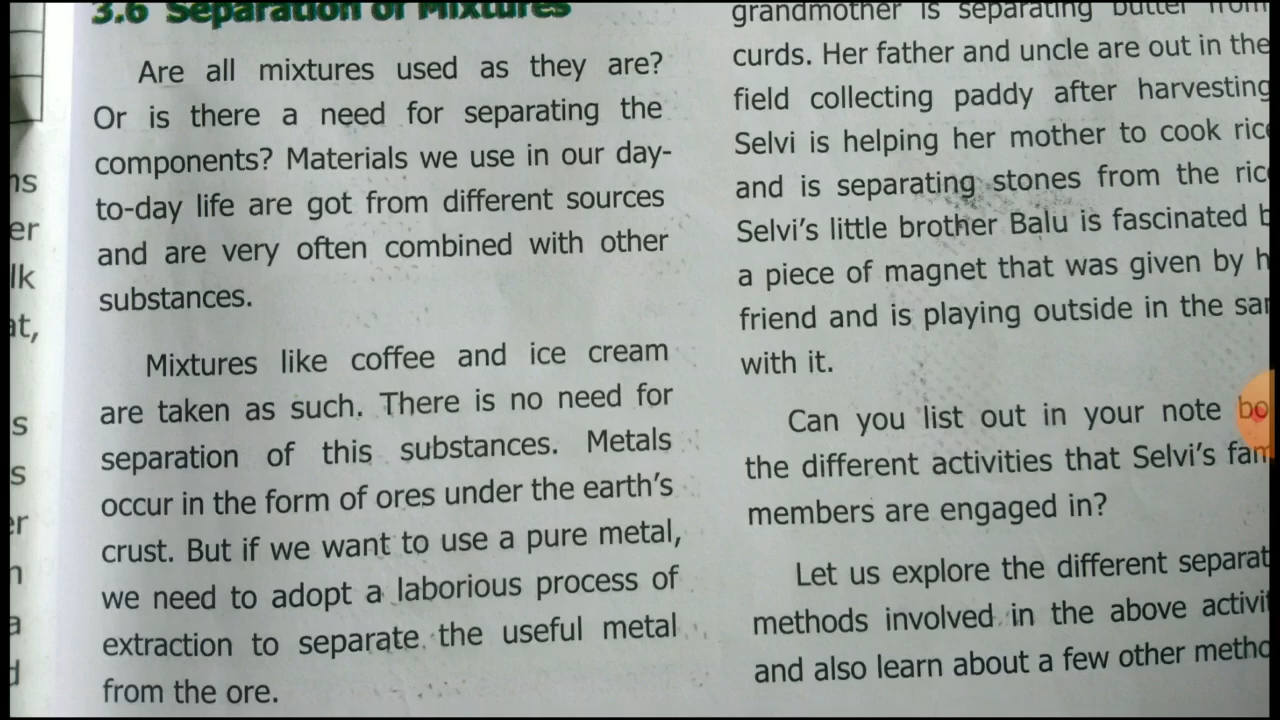 3.6 Separation of Mixtures
Are all mixtures used as they are?
Or is there a need for separating the
components? Materials we use in our day-
to-day life are got from different sources
and are very often combined with other
substances.
Mixtures like coffee and ice cream
are taken as such. There is no need for
separation of this substances. Metals
occur in the form of ores under the earth's
crust. But if we want to use a pure metal,
we need to adopt a laborious process of
extraction to separate the useful metal
from the ore.
grandmother is separating butter from
curds. Her father and uncle are out in the
field collecting paddy after harvesting
Selvi is helping her mother to cook
and is separating stones from the
Selvi's little brother Balu is fascinated
a piece of magnet that was given by
friend and is playing outside in the
with it.
Can you list out in your note
the different activities that Selvi's
members are engaged in?
Let us explore the different
methods involved in the above
and also learn about a few other